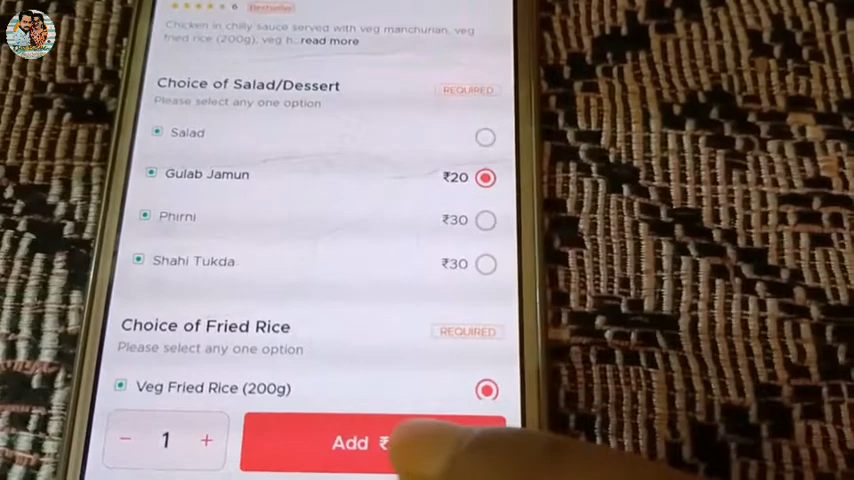 6 Bestseller
Chicken in chilly sauce served with veg manchurian, veg
fried rice (200g), veg h...read more
Choice of Salad/Dessert REQUIRED
Please select any one option
Salad
Gulab Jamun ₹20
Phirni ₹30
Shahi Tukda ₹30
Choice of Fried Rice REQUIRED
Please select any one option
Veg Fried Rice (200g)
- 1 + Add ₹